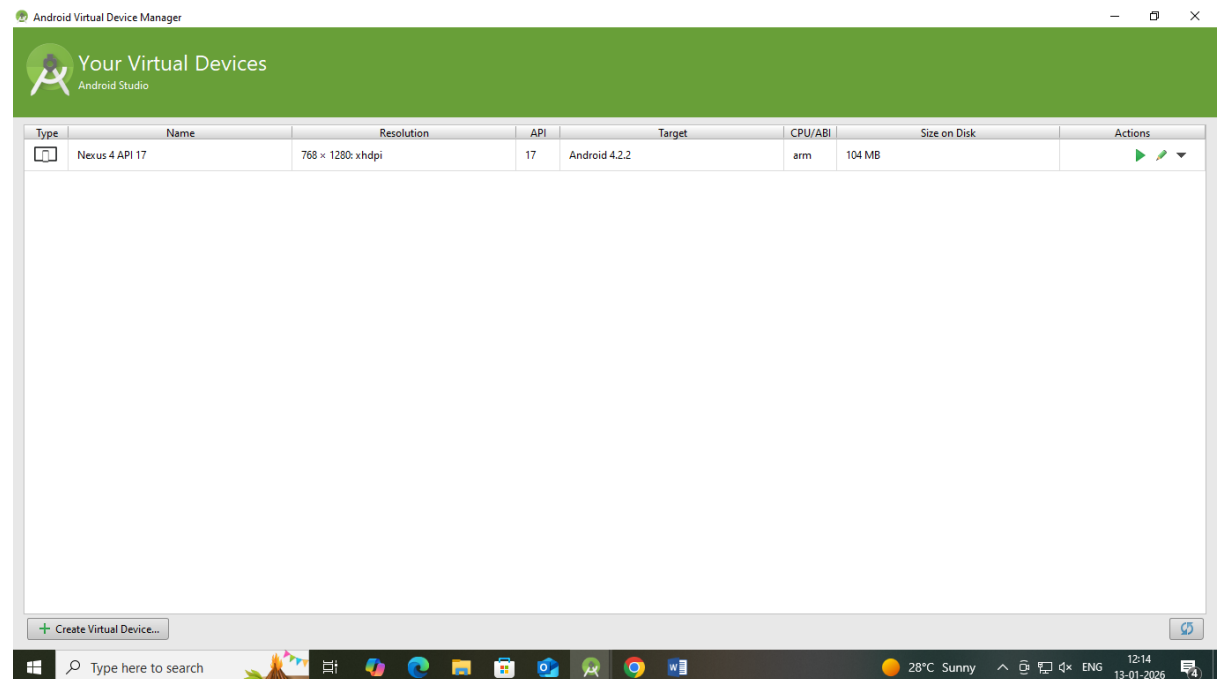 Android Virtual Device Manager
Your Virtual Devices
Android Studio
Type Name Resolution API Target CPU/ABI Size on Disk Actions
Nexus 4 API 17 768 × 1280: xhdpi 17 Android 4.2.2 arm 104 MB
Create Virtual Device...
Type here to search 28°C Sunny ENG 12:14
13-01-2026 4